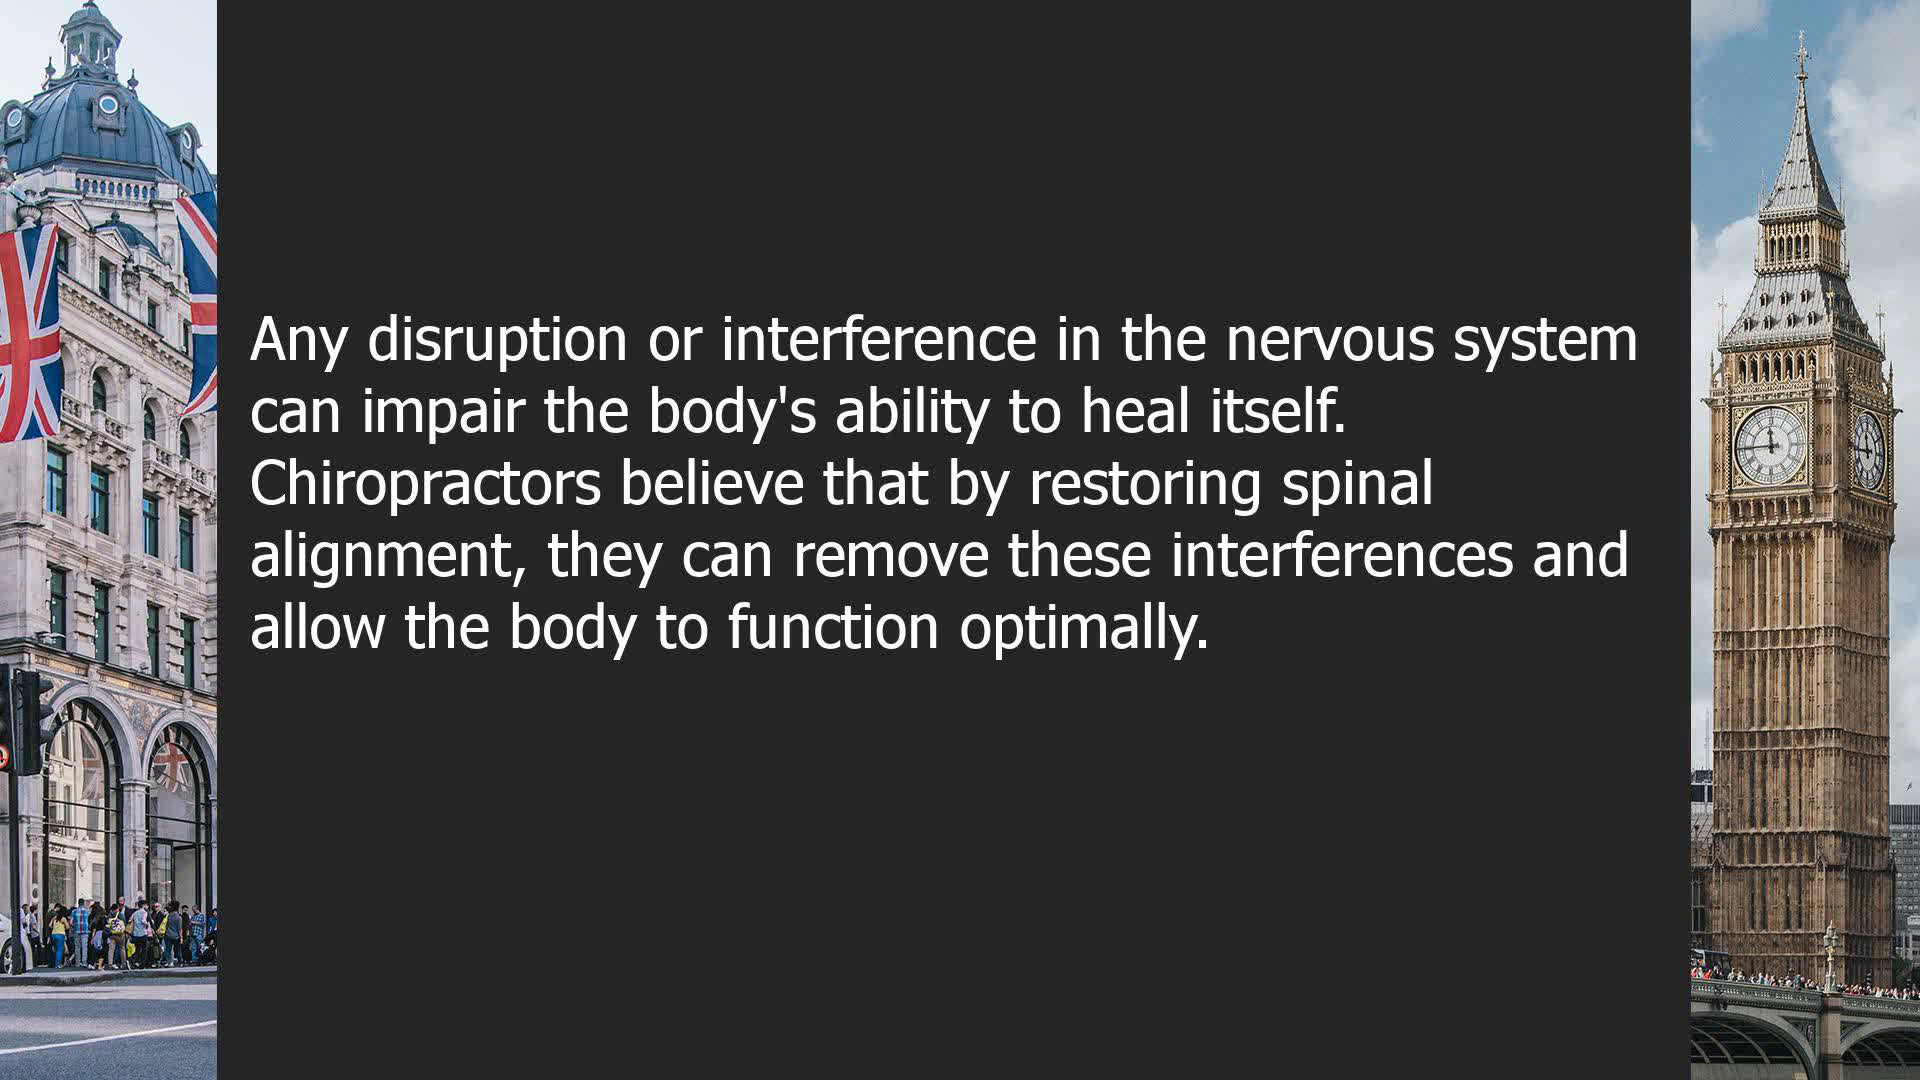 Any disruption or interference in the nervous system
can impair the body's ability to heal itself.
Chiropractors believe that by restoring spinal
alignment, they can remove these interferences and
allow the body to function optimally.